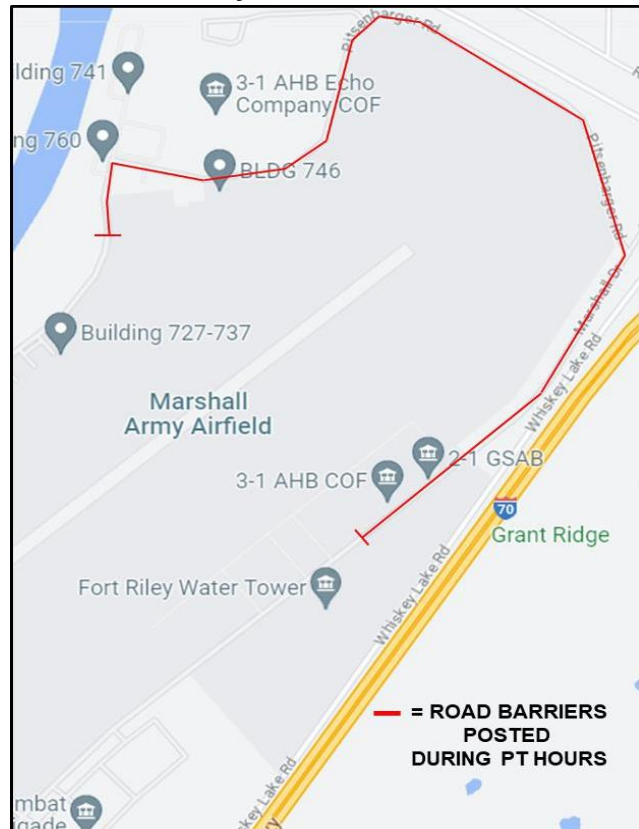 Pitsenbarger Rd
lding 741
3-1 AHB Echo
Company COF
ng 760
BLDG 746
Pitsenbarger Rd
Marshall Dr
Building 727-737
Whiskey Lake Rd
Marshall
Army Airfield
2-1 GSAB
3-1 AHB COF
70
Grant Ridge
Fort Riley Water Tower
Whiskey Lake Rd
= ROAD BARRIERS
POSTED
DURING PT HOURS
Whiskey Lake Rd
mbat
igade